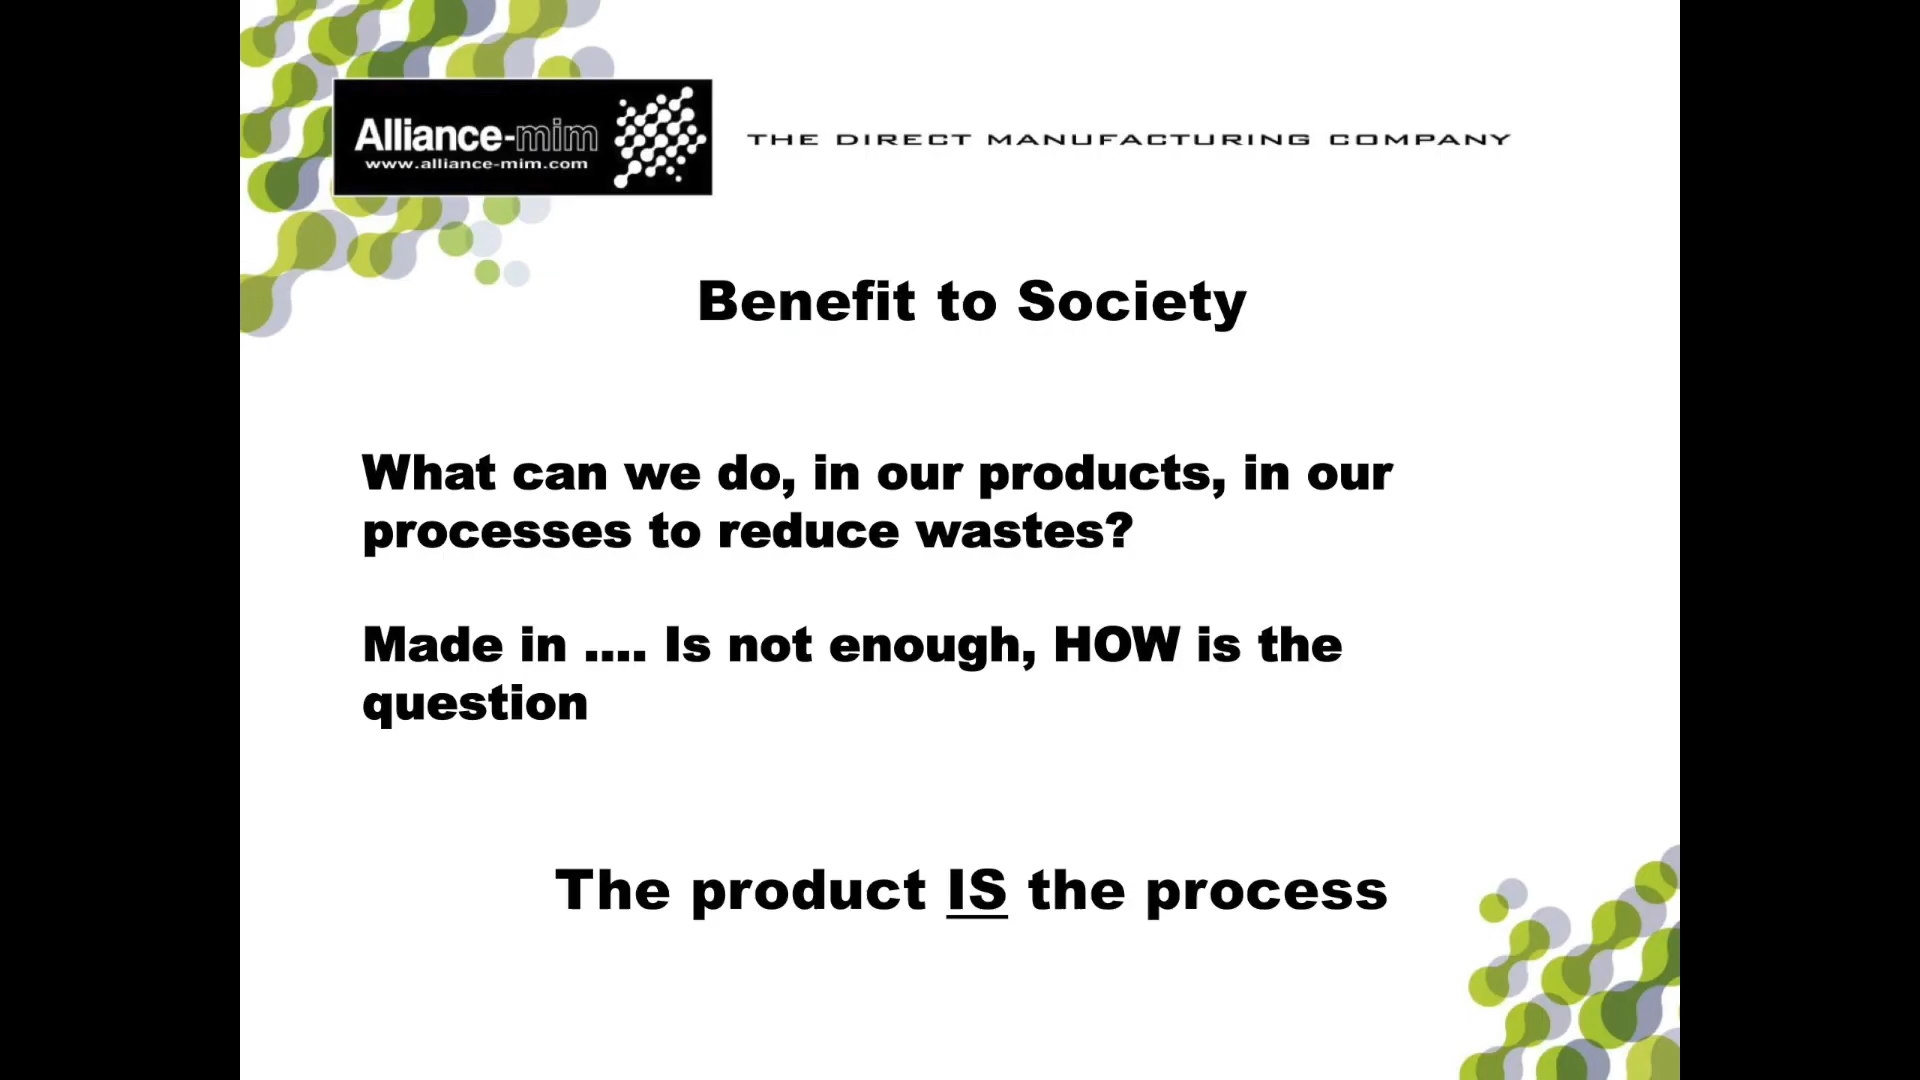 Alliance-mim
www.alliance-mim.com
THE DIRECT MANUFACTURING COMPANY
Benefit to Society
What can we do, in our products, in our
processes to reduce wastes?
Made in .... Is not enough, HOW is the
question
The product IS the process